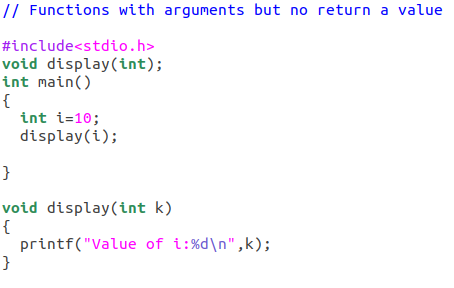 // Functions with arguments but no return a value
#include<stdio.h>
void display(int);
int main()
{
int i=10;
display(i);
}
void display(int k)
{
printf("Value of i:%d\n",k);
}